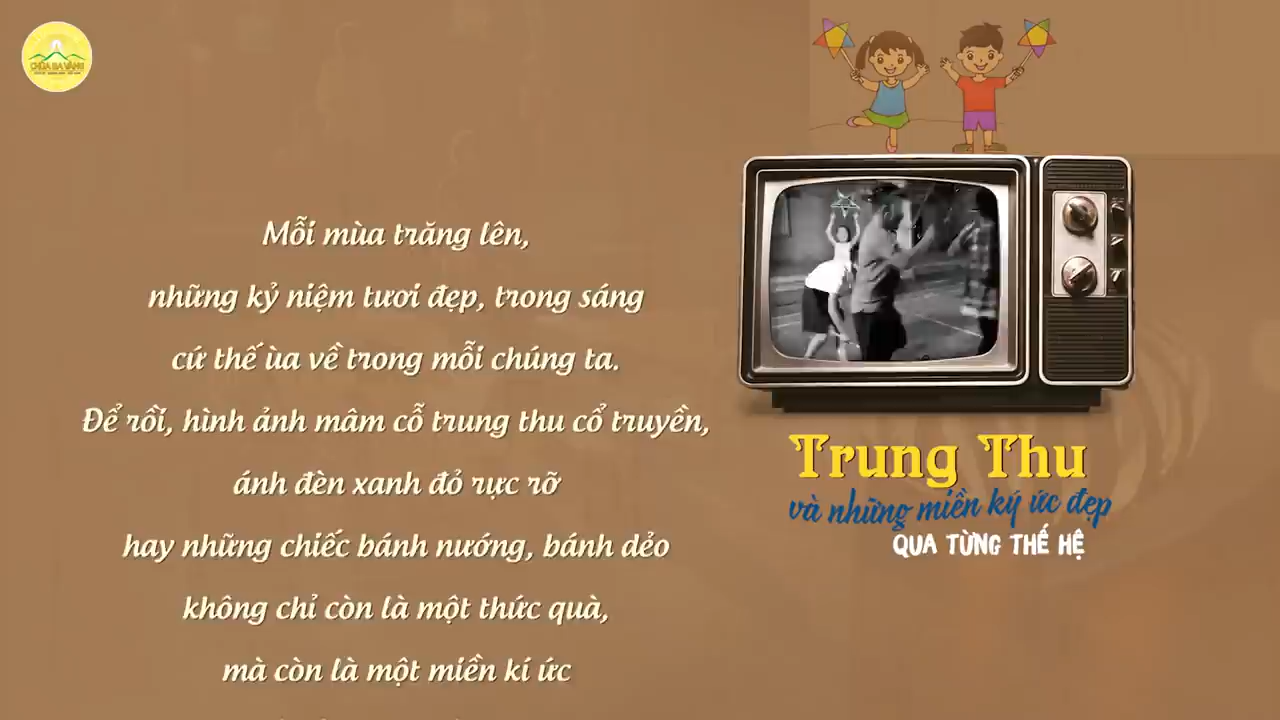 CHÙA BA VÀNG
Mỗi mùa trăng lên,
những kỷ niệm tươi đẹp, trong sáng
cứ thế ùa về trong mỗi chúng ta.
Để rồi, hình ảnh mâm cỗ trung thu cổ truyền,
ánh đèn xanh đỏ rực rỡ
hay những chiếc bánh nướng, bánh dẻo
không chỉ còn là một thức quà,
mà còn là một miền kí ức
Trung Thu
và những miền ký ức đẹp
QUA TỪNG THẾ HỆ